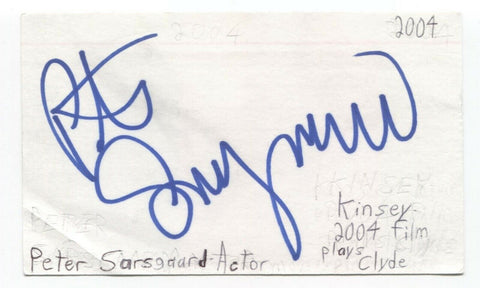 2004
Kinsey
2004 film
plays Clyde
Peter Sarsgaard Actor